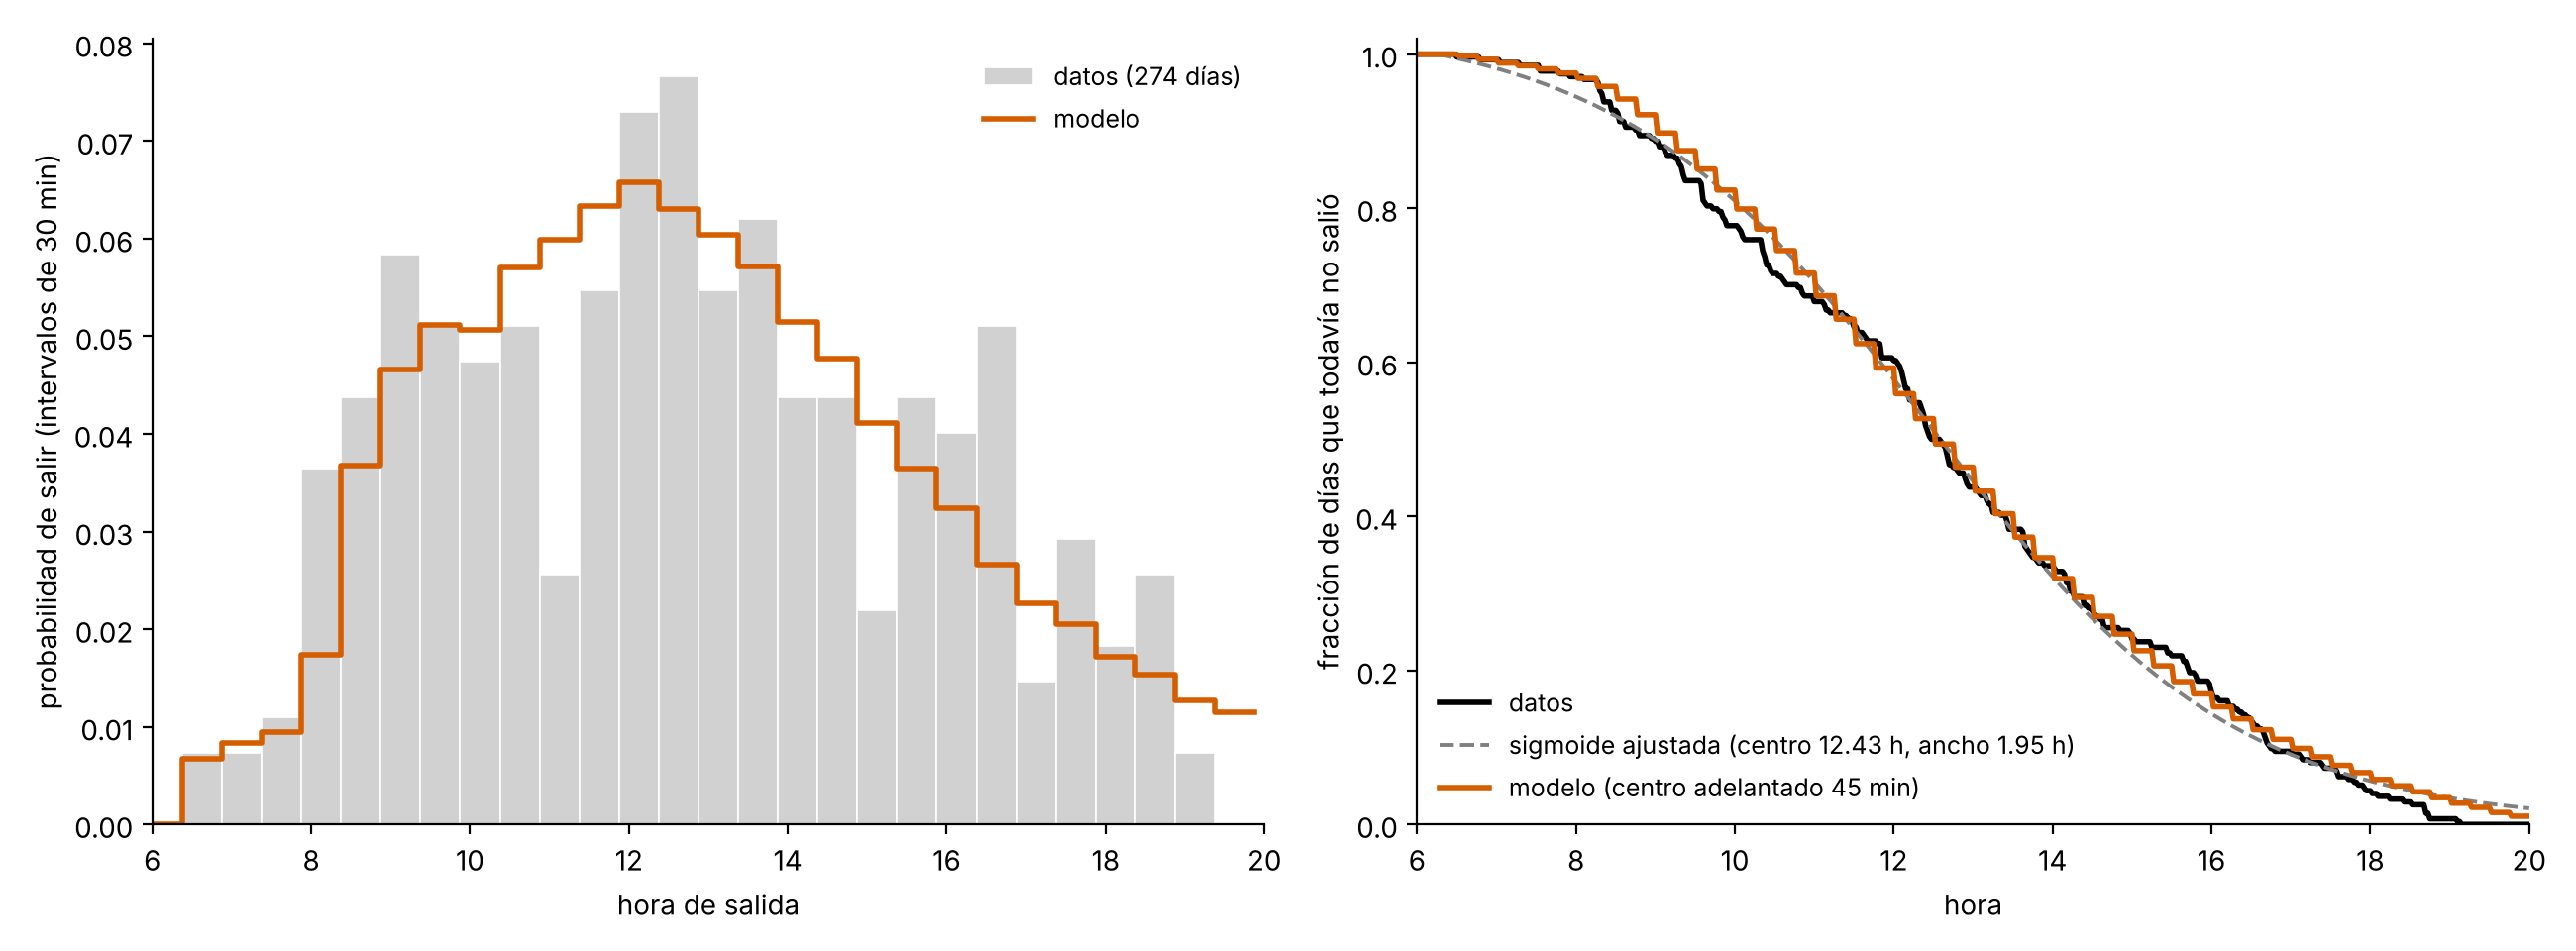 probabilidad de salir (intervalos de 30 min)
0.08
0.07
0.06
0.05
0.04
0.03
0.02
0.01
0.00
datos (274 días)
modelo
6 8 10 12 14 16 18 20
hora de salida
fracción de días que todavía no salió
1.0
0.8
0.6
0.4
0.2
0.0
datos
sigmoide ajustada (centro 12.43 h, ancho 1.95 h)
modelo (centro adelantado 45 min)
6 8 10 12 14 16 18 20
hora